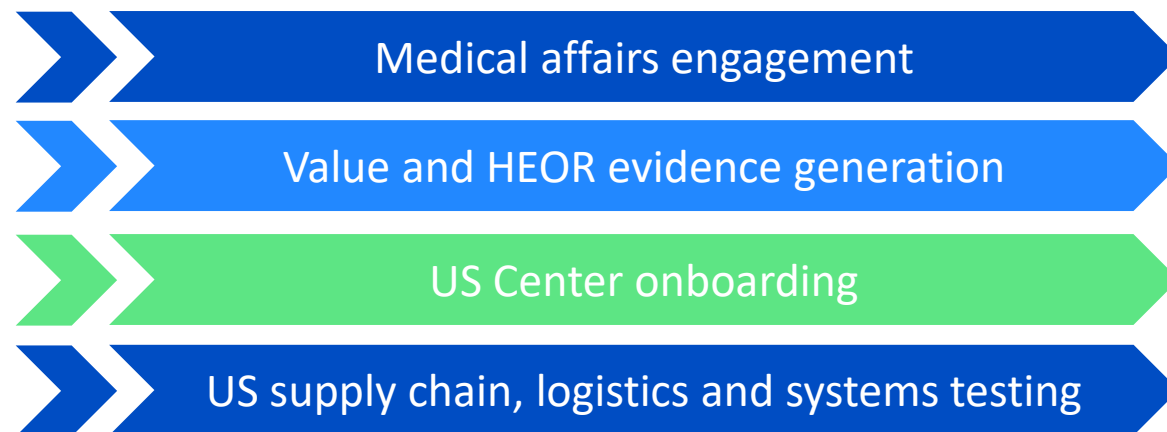 Medical affairs engagement
Value and HEOR evidence generation
US Center onboarding
US supply chain, logistics and systems testing